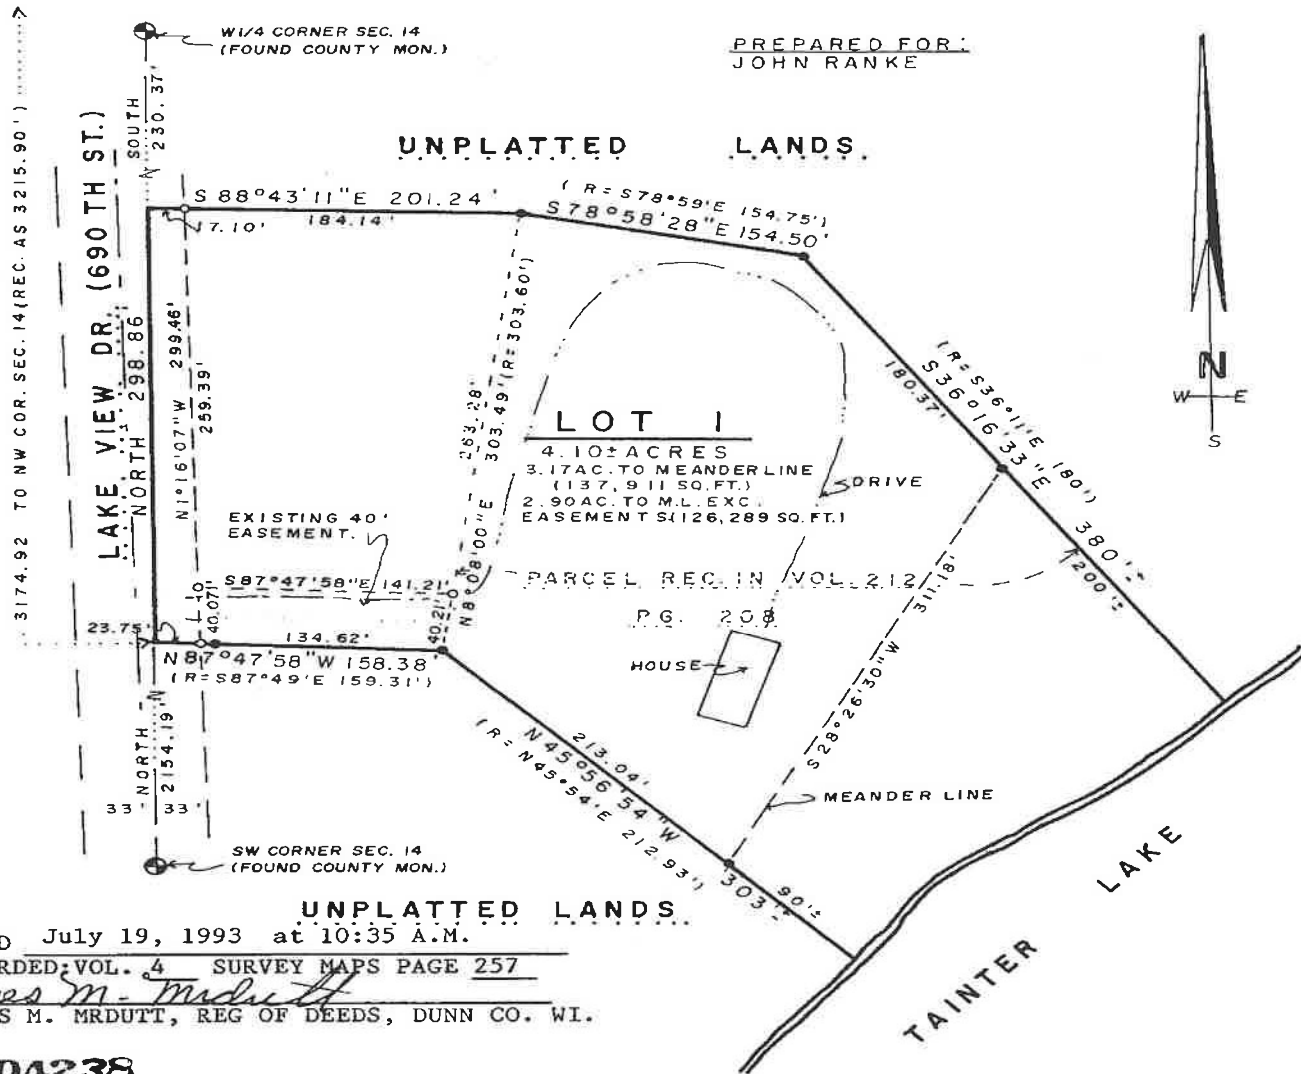 W1/4 CORNER SEC. 14
(FOUND COUNTY MON.)
PREPARED FOR:
JOHN RANKE
3174.92 TO NW COR. SEC. 14 (REC. AS 3215.90')
SOUTH
230.37'
LAKE VIEW DR. (690TH ST.)
UNPLATTED LANDS
S 88°43'11"E 201.24'
184.14'
17.10'
(R=S78°59'E 154.75')
S78°58'28"E 154.50'
NORTH 298.86
N1°16'07"W 299.46'
259.39'
263.28'
N8°08'00"E 303.49' (R=303.60')
(R=S36°11'E 180')
S36°16'33"E
180.37'
380'±
200'±
N
W E
S
LOT 1
4.10± ACRES
3.17AC. TO MEANDER LINE
(137,911 SQ.FT.)
2.90AC. TO M.L. EXC.
EASEMENTS (126,289 SQ.FT.)
DRIVE
EXISTING 40'
EASEMENT.
S87°47'58"E 141.21'
PARCEL REC. IN VOL. 212
PG. 208
40.07'
40.21'
23.75'
134.62'
N87°47'58"W 158.38'
(R=S87°49'E 159.31')
HOUSE
311.18'
S28°26'30"W
213.04'
N45°56'54"W
(R=N45°54'E 212.93')
303'±
90'±
MEANDER LINE
NORTH
2154.19'
33' 33'
SW CORNER SEC. 14
(FOUND COUNTY MON.)
TAINTER LAKE
UNPLATTED LANDS
D July 19, 1993 at 10:35 A.M.
RDED: VOL. 4 SURVEY MAPS PAGE 257
es M. Mrdutt
S M. MRDUTT, REG OF DEEDS, DUNN CO. WI.
04238